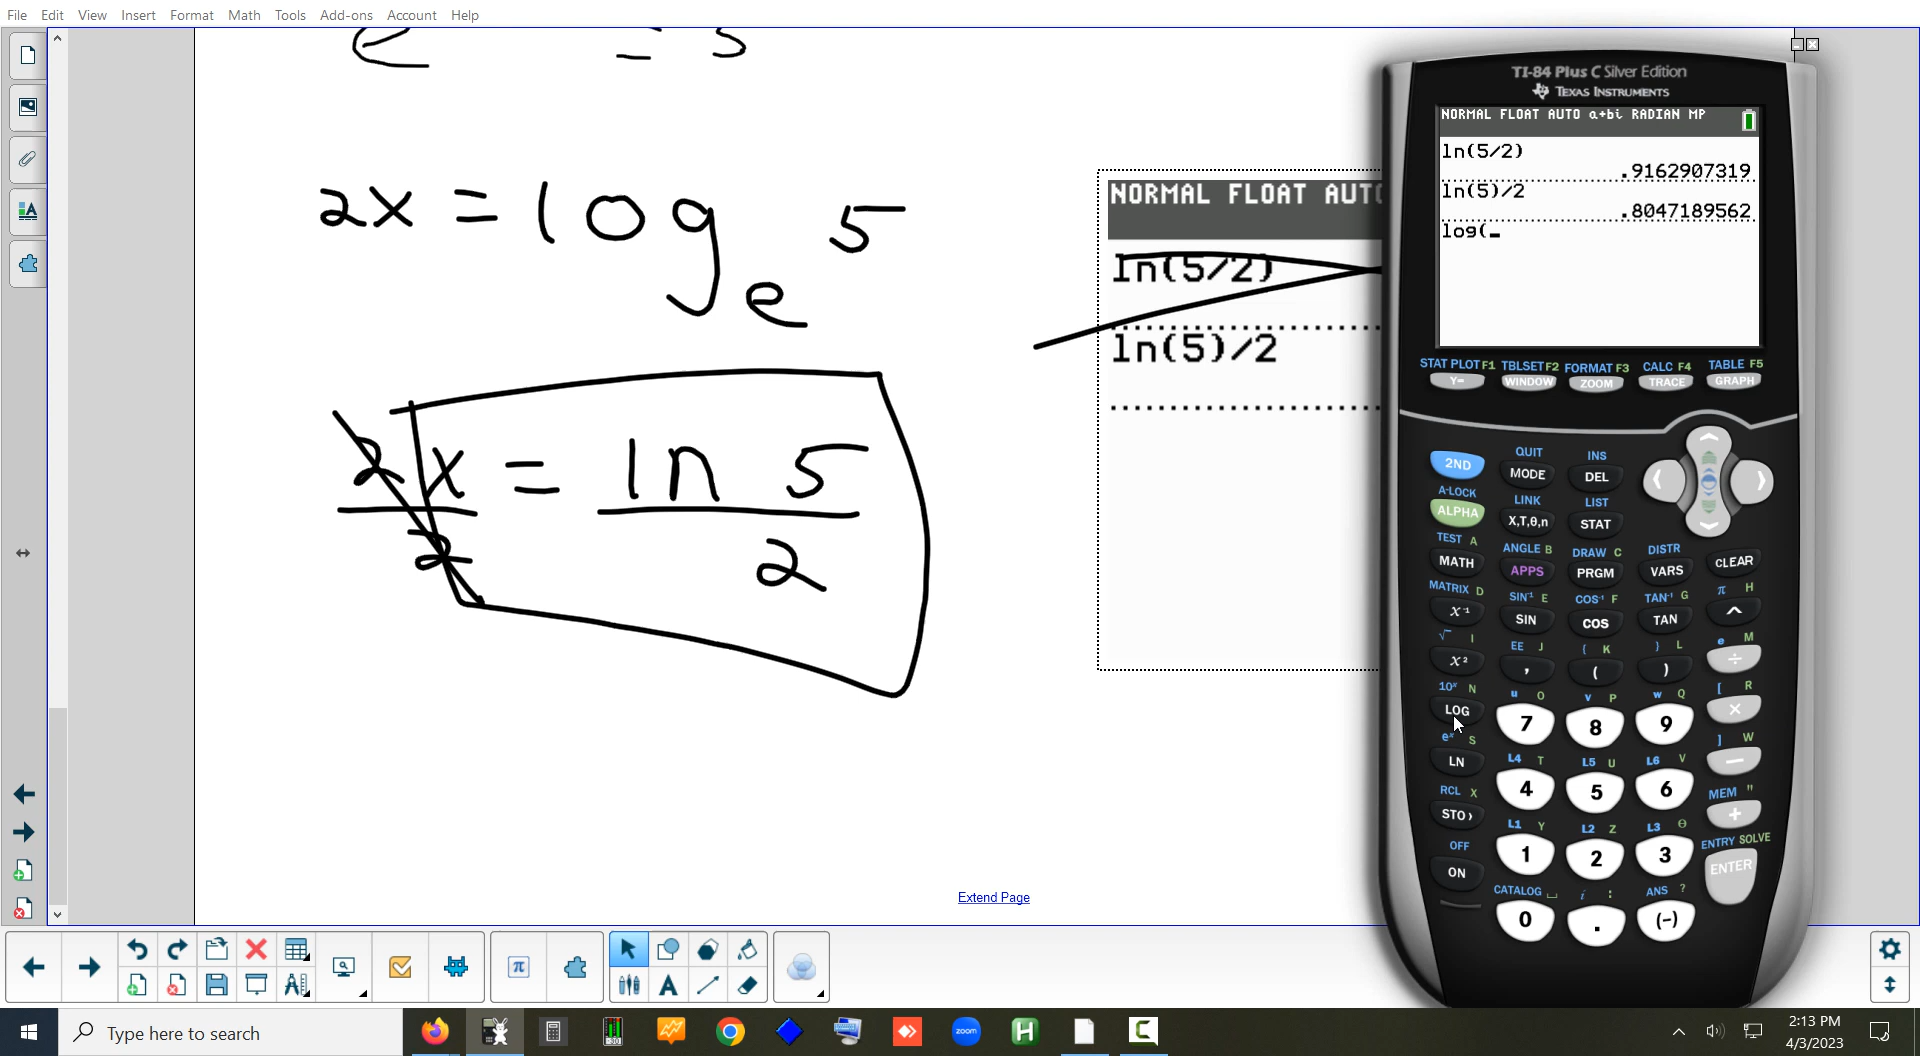 File Edit View Insert Format Math Tools Add-ons Account Help
e = 5
2x = log e 5
2x = ln 5
2 2
NORMAL FLOAT AUTO
ln(5/2)
ln(5)/2
Extend Page
TI-84 Plus C Silver Edition
TEXAS INSTRUMENTS
NORMAL FLOAT AUTO a+bi RADIAN MP
ln(5/2)
.9162907319
ln(5)/2
.8047189562
log(
STAT PLOT F1 TBLSET F2 FORMAT F3 CALC F4 TABLE F5
Y= WINDOW ZOOM TRACE GRAPH
QUIT INS
2ND MODE DEL
A-LOCK LINK LIST
ALPHA X,T,θ,n STAT
TEST A ANGLE B DRAW C DISTR
MATH APPS PRGM VARS CLEAR
MATRIX D SIN⁻¹ E COS⁻¹ F TAN⁻¹ G π H
x⁻¹ SIN COS TAN ^
√ I EE J { K } L e M
x² , ( ) ÷
10ˣ N u O v P w Q [ R
LOG 7 8 9 ×
eˣ S L4 T L5 U L6 V ] W
LN 4 5 6 −
RCL X L1 Y L2 Z L3 θ MEM "
STO› 1 2 3 +
OFF CATALOG ⎵ i : ANS ? ENTRY SOLVE
ON 0 . (-) ENTER
π
A
Type here to search
zoom
H
C
2:13 PM
4/3/2023